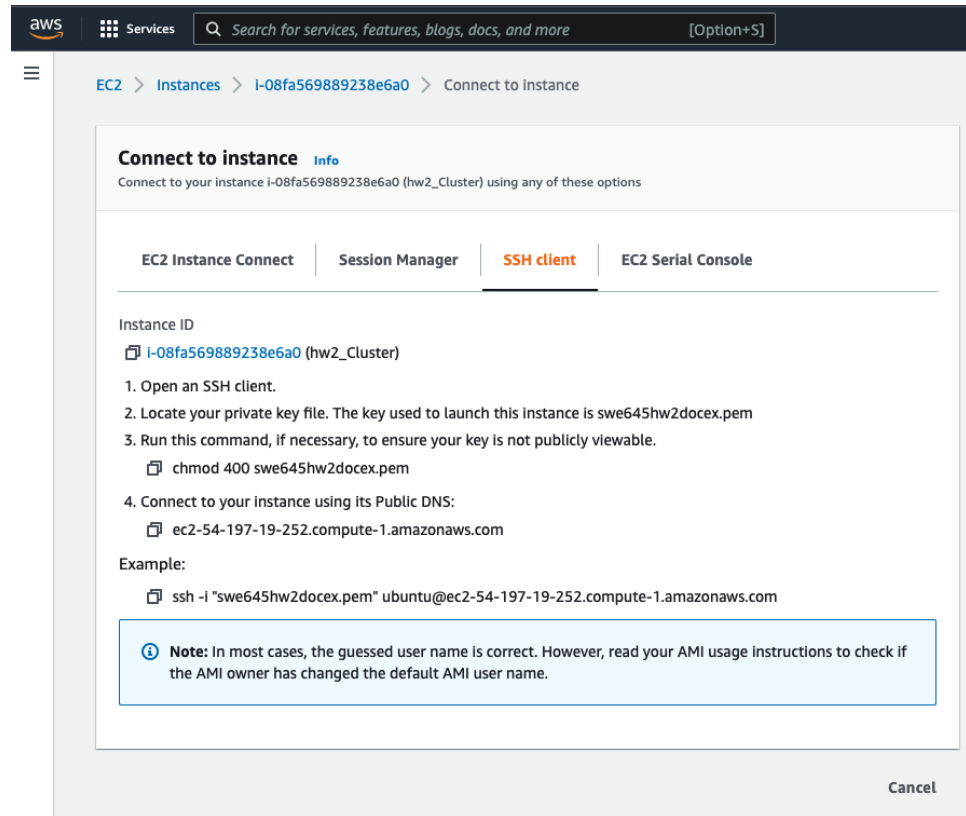 aws
Services
Search for services, features, blogs, docs, and more
[Option+S]
EC2 > Instances > i-08fa569889238e6a0 > Connect to instance
Connect to instance Info
Connect to your instance i-08fa569889238e6a0 (hw2_Cluster) using any of these options
EC2 Instance Connect
Session Manager
SSH client
EC2 Serial Console
Instance ID
i-08fa569889238e6a0 (hw2_Cluster)
1. Open an SSH client.
2. Locate your private key file. The key used to launch this instance is swe645hw2docex.pem
3. Run this command, if necessary, to ensure your key is not publicly viewable.
chmod 400 swe645hw2docex.pem
4. Connect to your instance using its Public DNS:
ec2-54-197-19-252.compute-1.amazonaws.com
Example:
ssh -i "swe645hw2docex.pem" ubuntu@ec2-54-197-19-252.compute-1.amazonaws.com
Note: In most cases, the guessed user name is correct. However, read your AMI usage instructions to check if
the AMI owner has changed the default AMI user name.
Cancel